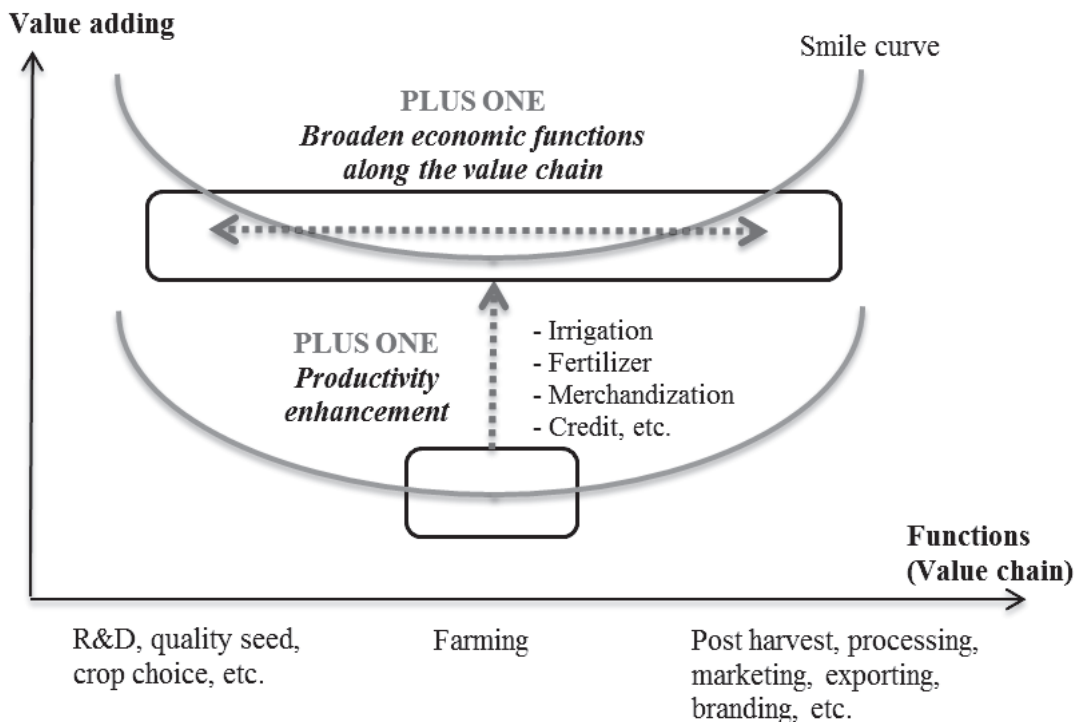 Value adding
Smile curve
PLUS ONE
Broaden economic functions
along the value chain
PLUS ONE
Productivity
enhancement
- Irrigation
- Fertilizer
- Merchandization
- Credit, etc.
Functions
(Value chain)
R&D, quality seed,
crop choice, etc.
Farming
Post harvest, processing,
marketing, exporting,
branding, etc.